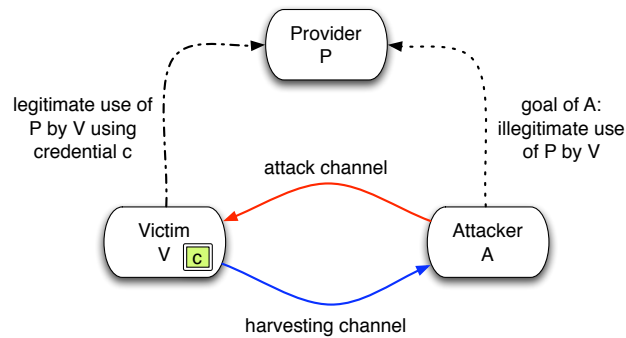 Provider
P
legitimate use of
P by V using
credential c
goal of A:
illegitimate use
of P by V
attack channel
Victim
V
c
Attacker
A
harvesting channel